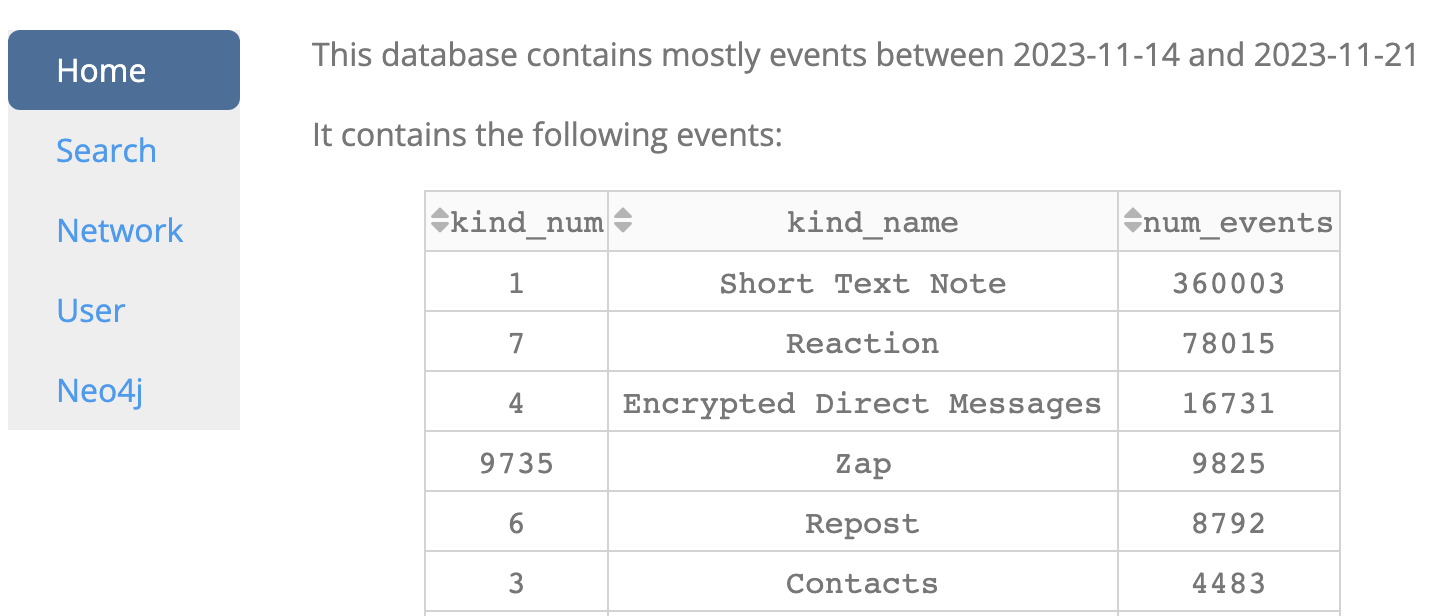 Home
Search
Network
User
Neo4j
This database contains mostly events between 2023-11-14 and 2023-11-21
It contains the following events:
kind_num kind_name num_events
1 Short Text Note 360003
7 Reaction 78015
4 Encrypted Direct Messages 16731
9735 Zap 9825
6 Repost 8792
3 Contacts 4483